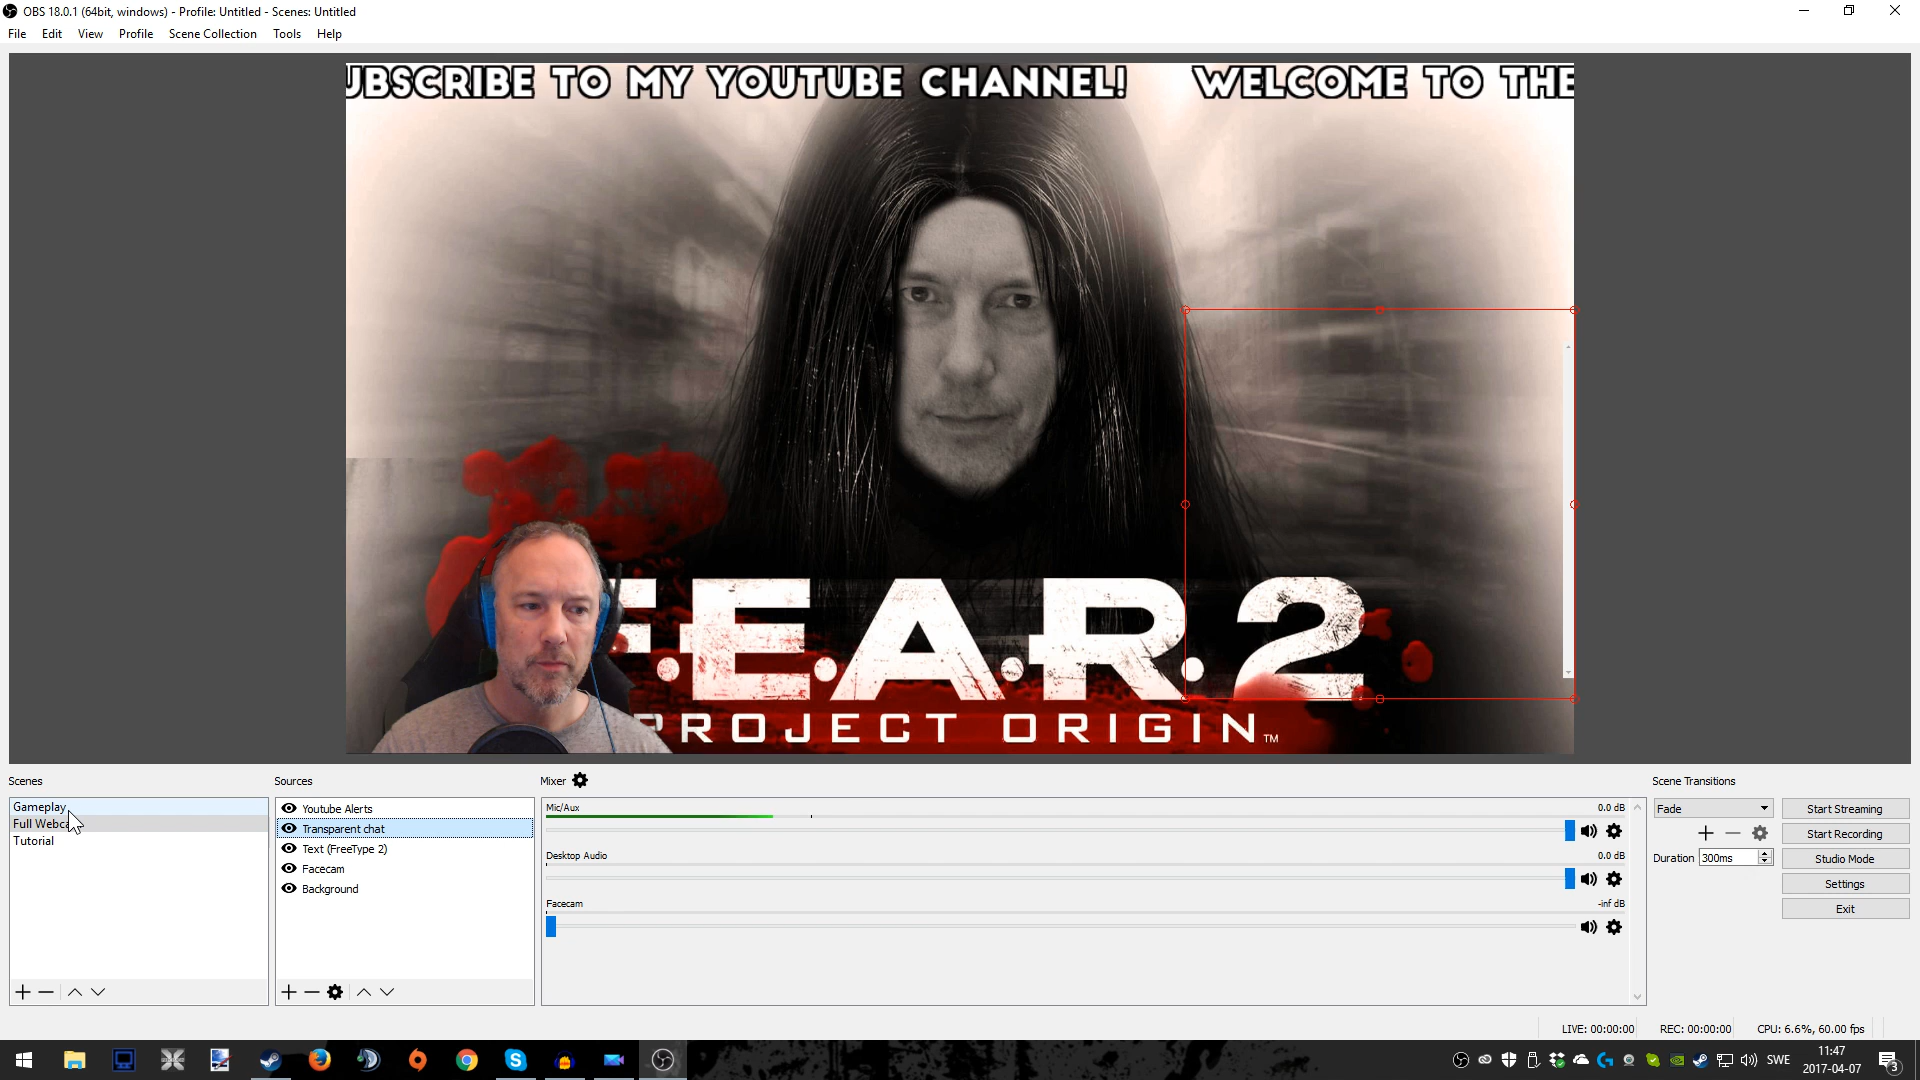 OBS 18.0.1 (64bit, windows) - Profile: Untitled - Scenes: Untitled
File Edit View Profile Scene Collection Tools Help
UBSCRIBE TO MY YOUTUBE CHANNEL! WELCOME TO THE
F.E.A.R.2
PROJECT ORIGIN™
Scenes
Gameplay
Full Webca
Tutorial
Sources
Youtube Alerts
Transparent chat
Text (FreeType 2)
Facecam
Background
Mixer
Mic/Aux 0.0 dB
Desktop Audio 0.0 dB
Facecam -inf dB
Scene Transitions
Fade
Duration 300ms
Start Streaming
Start Recording
Studio Mode
Settings
Exit
LIVE: 00:00:00 REC: 00:00:00 CPU: 6.6%, 60.00 fps
SWE
11:47
2017-04-07
3